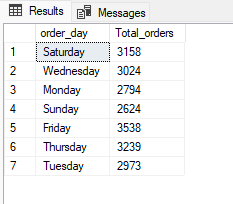 Results Messages
order_day Total_orders
1 Saturday 3158
2 Wednesday 3024
3 Monday 2794
4 Sunday 2624
5 Friday 3538
6 Thursday 3239
7 Tuesday 2973